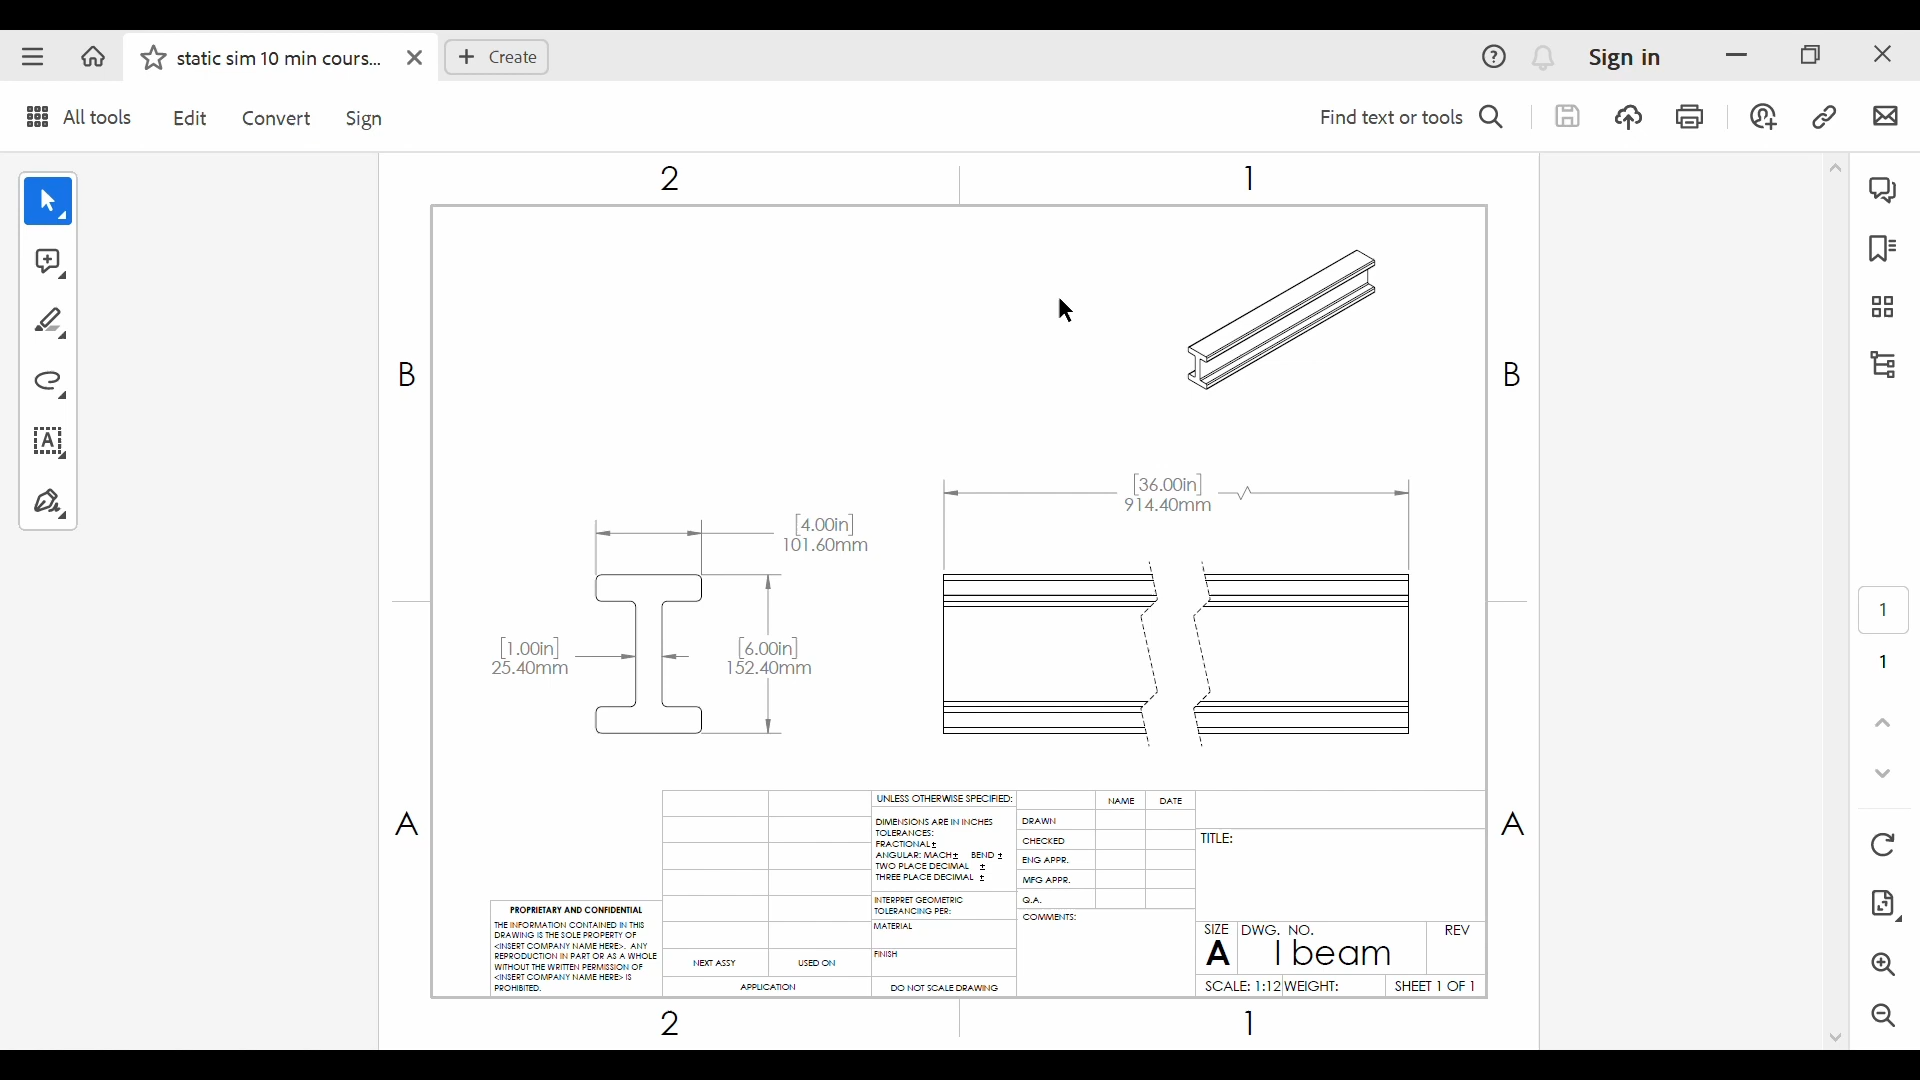 static sim 10 min cours...
Create
Sign in
All tools
Edit
Convert
Sign
Find text or tools
2
1
B
B
[36.00in]
914.40mm
[4.00in]
101.60mm
[1.00in]
25.40mm
[6.00in]
152.40mm
1
1
A
A
UNLESS OTHERWISE SPECIFIED:
DIMENSIONS ARE IN INCHES
TOLERANCES:
FRACTIONAL±
ANGULAR: MACH± BEND ±
TWO PLACE DECIMAL ±
THREE PLACE DECIMAL ±
INTERPRET GEOMETRIC
TOLERANCING PER:
MATERIAL
FINISH
DO NOT SCALE DRAWING
NAME
DATE
DRAWN
CHECKED
ENG APPR.
MFG APPR.
Q.A.
COMMENTS:
TITLE:
SIZE
A
DWG. NO.
I beam
REV
SCALE: 1:12
WEIGHT:
SHEET 1 OF 1
PROPRIETARY AND CONFIDENTIAL
THE INFORMATION CONTAINED IN THIS
DRAWING IS THE SOLE PROPERTY OF
<INSERT COMPANY NAME HERE>. ANY
REPRODUCTION IN PART OR AS A WHOLE
WITHOUT THE WRITTEN PERMISSION OF
<INSERT COMPANY NAME HERE> IS
PROHIBITED.
NEXT ASSY
USED ON
APPLICATION
2
1